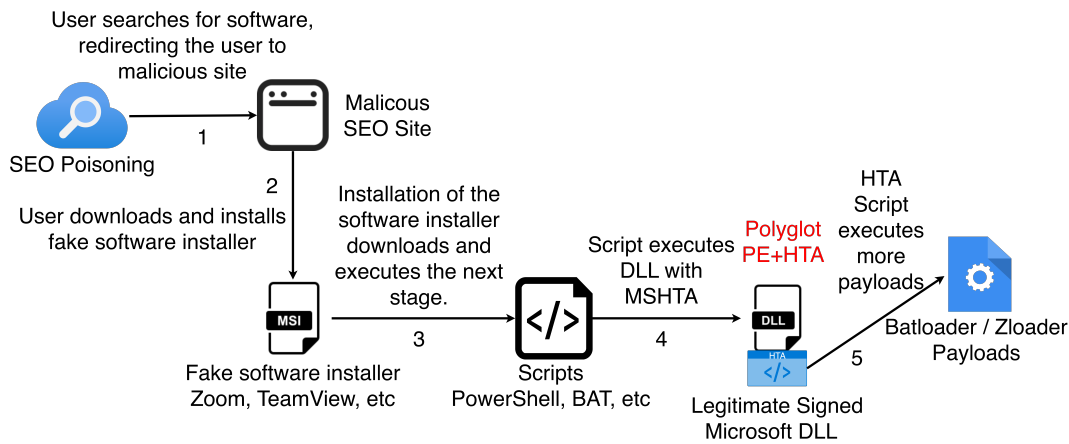 User searches for software,
redirecting the user to
malicious site
SEO Poisoning
1
Malicous
SEO Site
2
User downloads and installs
fake software installer
MSI
Fake software installer
Zoom, TeamView, etc
Installation of the
software installer
downloads and
executes the next
stage.
3
</>
Scripts
PowerShell, BAT, etc
Script executes
DLL with
MSHTA
4
Polyglot
PE+HTA
DLL
HTA
</>
Legitimate Signed
Microsoft DLL
HTA
Script
executes
more
payloads
5
Batloader / Zloader
Payloads